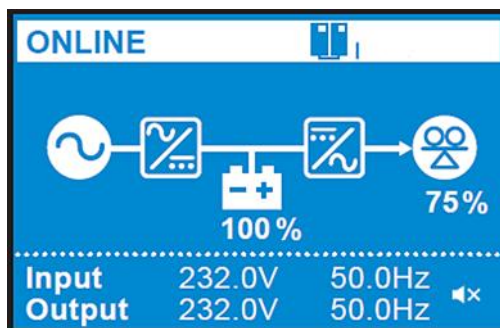 ONLINE
75%
100%
Input 232.0V 50.0Hz
Output 232.0V 50.0Hz